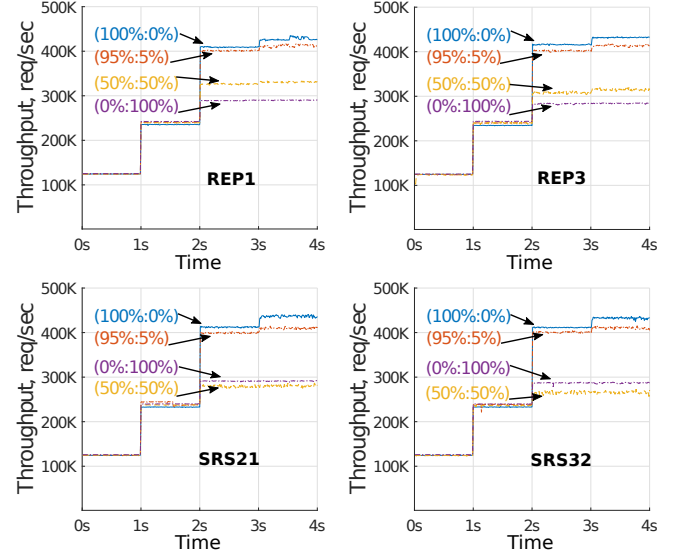 500K
400K
300K
200K
100K
Throughput, req/sec
(100%:0%)
(95%:5%)
(50%:50%)
(0%:100%)
REP1
0s 1s 2s 3s 4s
Time
500K
400K
300K
200K
100K
Throughput, req/sec
(100%:0%)
(95%:5%)
(50%:50%)
(0%:100%)
REP3
0s 1s 2s 3s 4s
Time
500K
400K
300K
200K
100K
Throughput, req/sec
(100%:0%)
(95%:5%)
(0%:100%)
(50%:50%)
SRS21
0s 1s 2s 3s 4s
Time
500K
400K
300K
200K
100K
Throughput, req/sec
(100%:0%)
(95%:5%)
(0%:100%)
(50%:50%)
SRS32
0s 1s 2s 3s 4s
Time